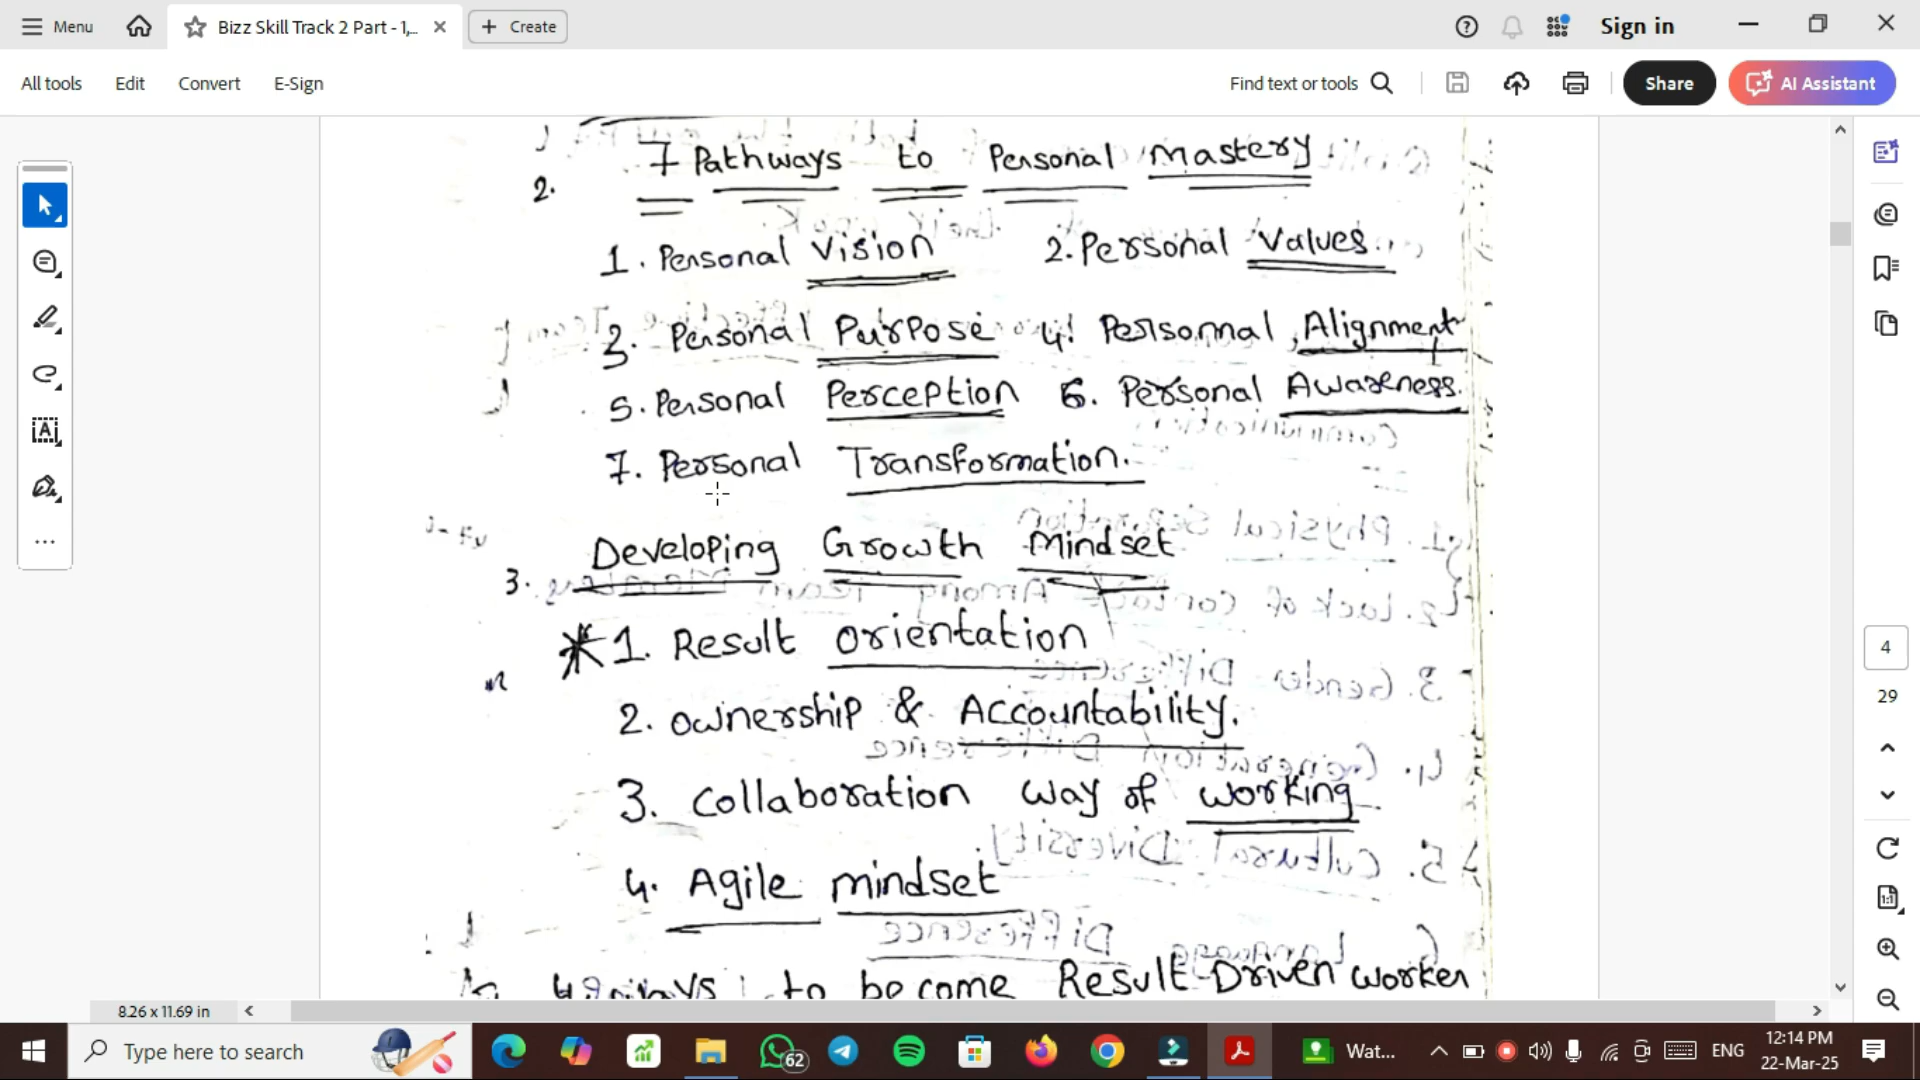 Menu
Bizz Skill Track 2 Part - 1,...
Create
Sign in
All tools Edit Convert E-Sign
Find text or tools
Share
AI Assistant
2. 7 Pathways to Personal Mastery
1. Personal Vision 2. Personal Values.
3. Personal Purpose 4. Personnal Alignment
5. Personal Perception 6. Personal Awareness.
7. Personal Transformation.
3. Developing Growth Mindset
1. Result orientation
2. ownership & Accountability.
3. Collaboration way of working
4. Agile mindset
to become Result Driven worker
4
29
8.26 x 11.69 in
Type here to search
62
Wat...
ENG
12:14 PM
22-Mar-25